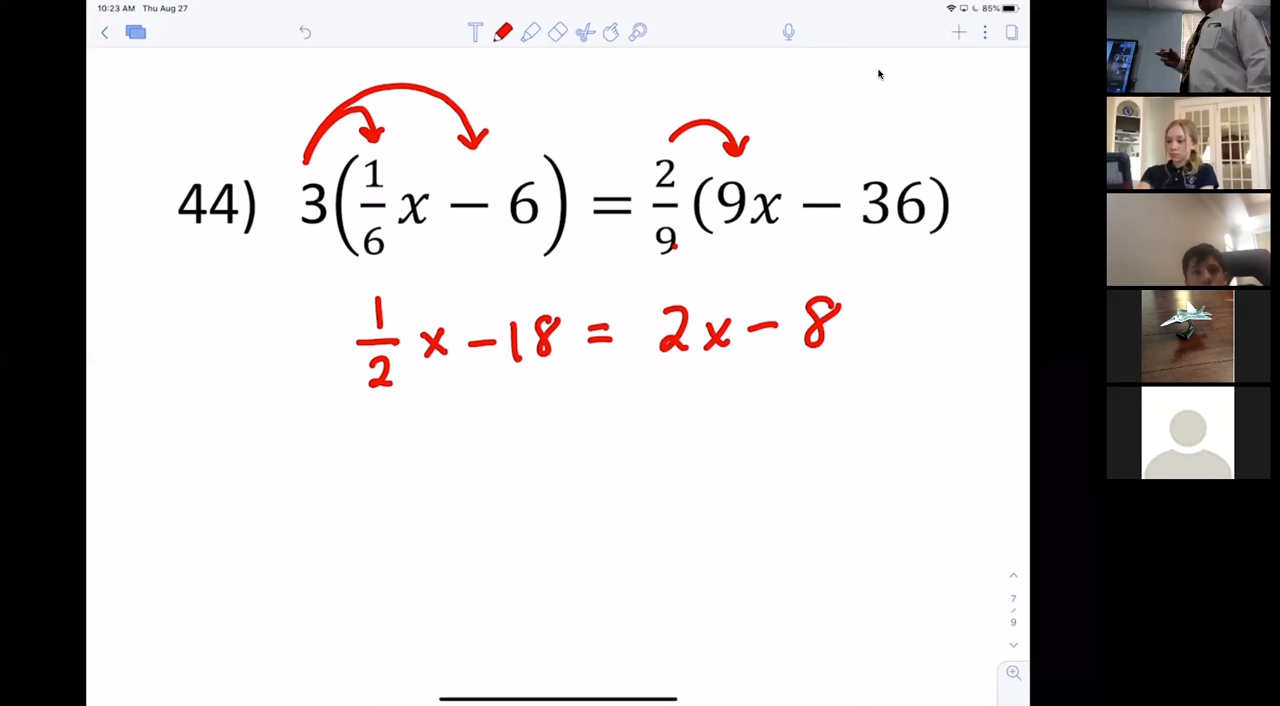 10:23 AM Thu Aug 27
85%
T
44) 3(1/6 x − 6) = 2/9 (9x − 36)
1/2 x − 18 = 2x − 8
7
/
9